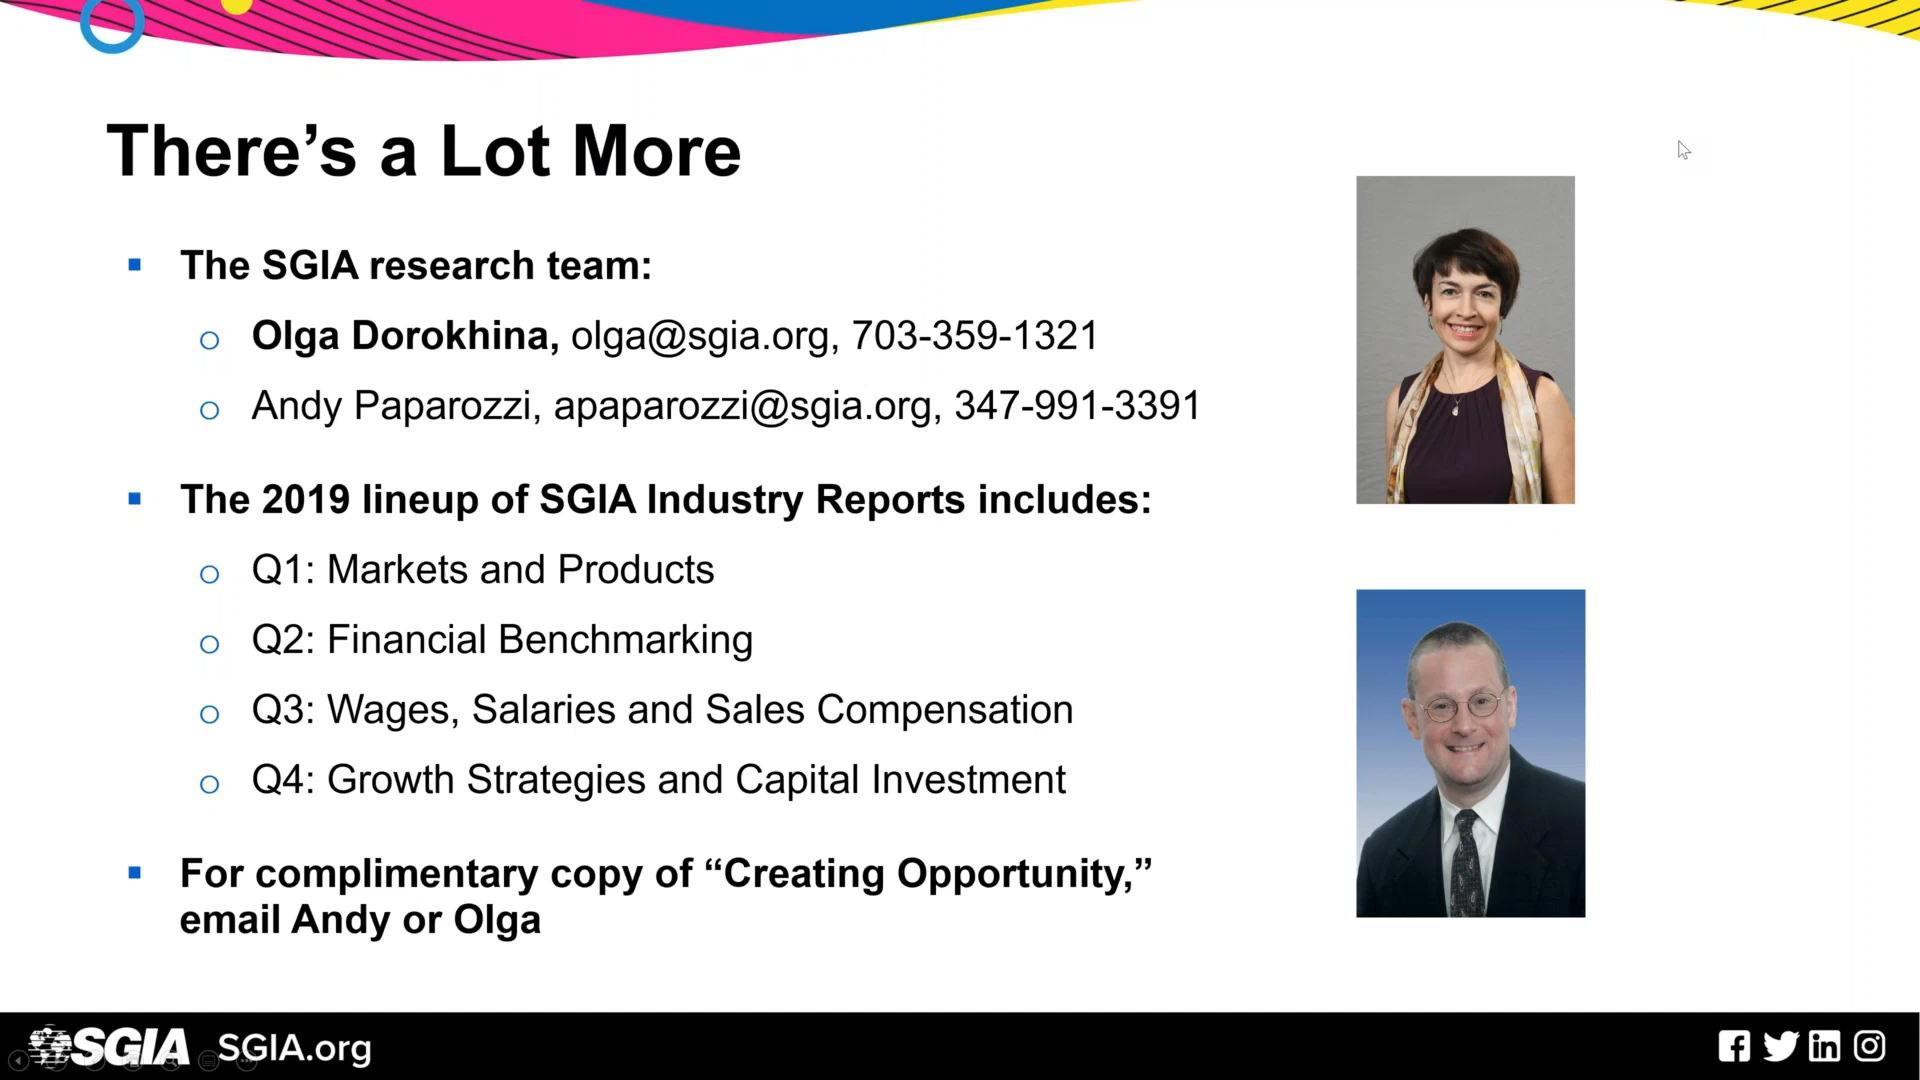 There’s a Lot More
The SGIA research team:
Olga Dorokhina, olga@sgia.org, 703-359-1321
Andy Paparozzi, apaparozzi@sgia.org, 347-991-3391
The 2019 lineup of SGIA Industry Reports includes:
Q1: Markets and Products
Q2: Financial Benchmarking
Q3: Wages, Salaries and Sales Compensation
Q4: Growth Strategies and Capital Investment
For complimentary copy of “Creating Opportunity,”
email Andy or Olga
SGIA SGIA.org